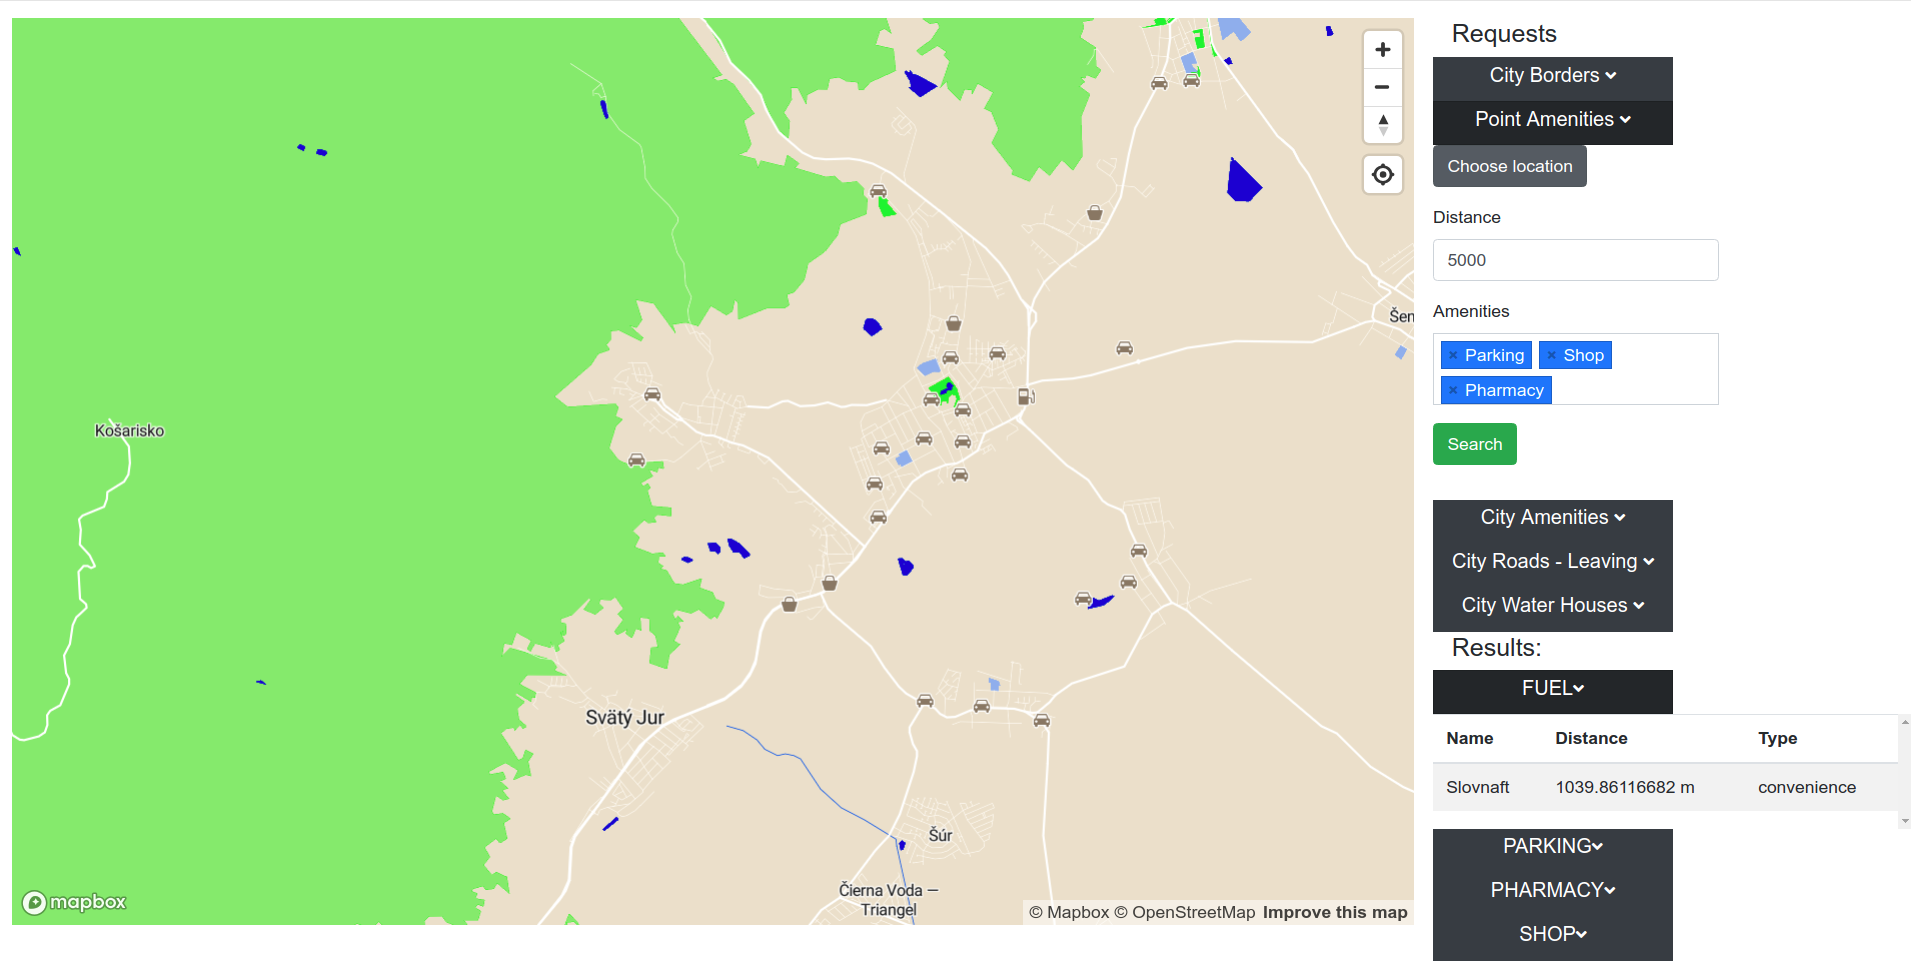 Košarisko
Šen
Svätý Jur
Šúr
Čierna Voda —
Triangel
mapbox
© Mapbox © OpenStreetMap Improve this map
Requests
City Borders
Point Amenities
Choose location
Distance
5000
Amenities
× Parking × Shop
× Pharmacy
Search
City Amenities
City Roads - Leaving
City Water Houses
Results:
FUEL
Name Distance Type
Slovnaft 1039.86116682 m convenience
PARKING
PHARMACY
SHOP